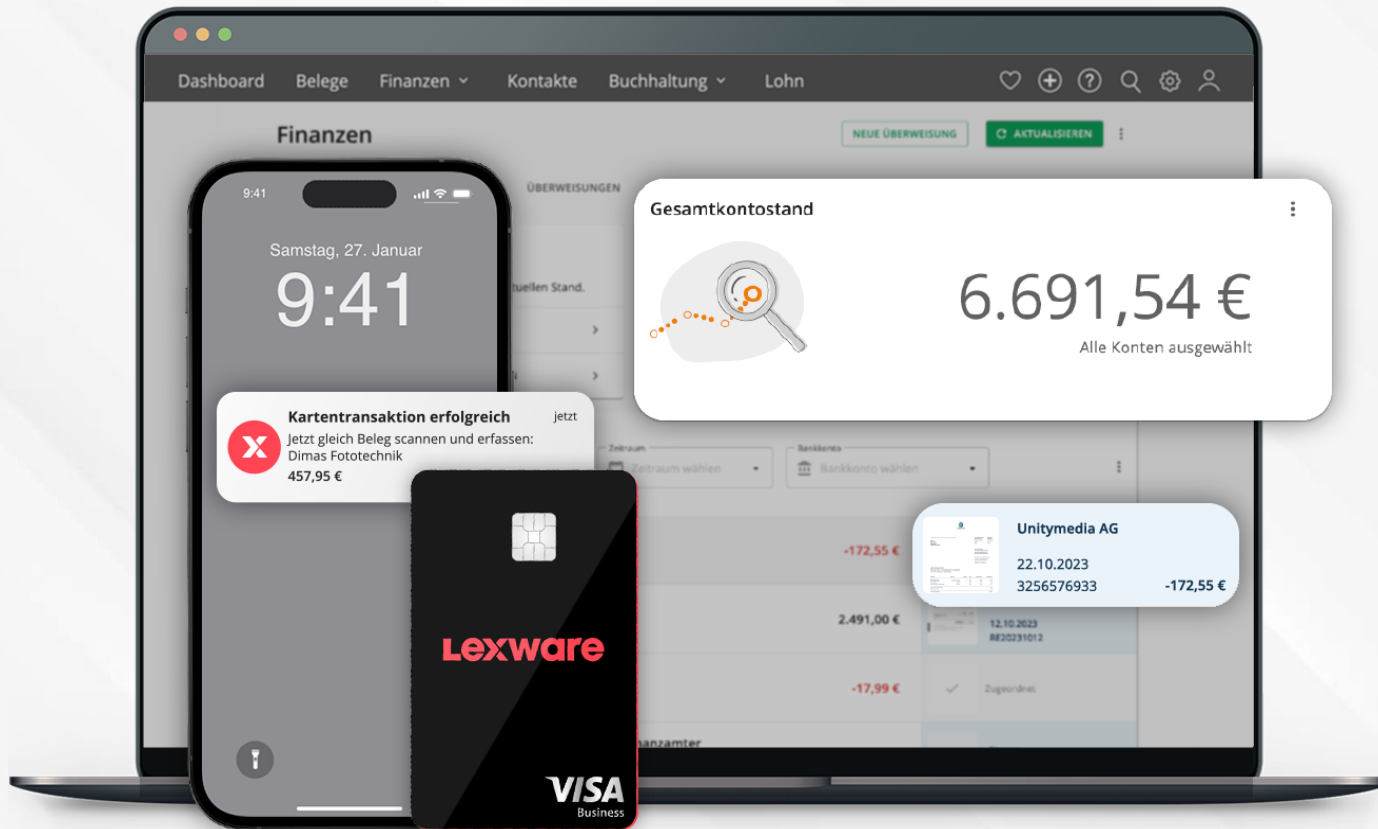 Dashboard Belege Finanzen Kontakte Buchhaltung Lohn
Finanzen
NEUE ÜBERWEISUNG
AKTUALISIEREN
ÜBERWEISUNGEN
9:41
Samstag, 27. Januar
9:41
Gesamtkontostand
6.691,54 €
Alle Konten ausgewählt
tuellen Stand.
Kartentransaktion erfolgreich jetzt
Jetzt gleich Beleg scannen und erfassen:
Dimas Fototechnik
457,95 €
Zeitraum
Zeitraum wählen
Bankkonto
Bankkonto wählen
-172,55 €
Unitymedia AG
22.10.2023
3256576933 -172,55 €
2.491,00 €
12.10.2023
RE20231012
-17,99 €
Zugeordnet
nanzamter
Lexware
VISA
Business